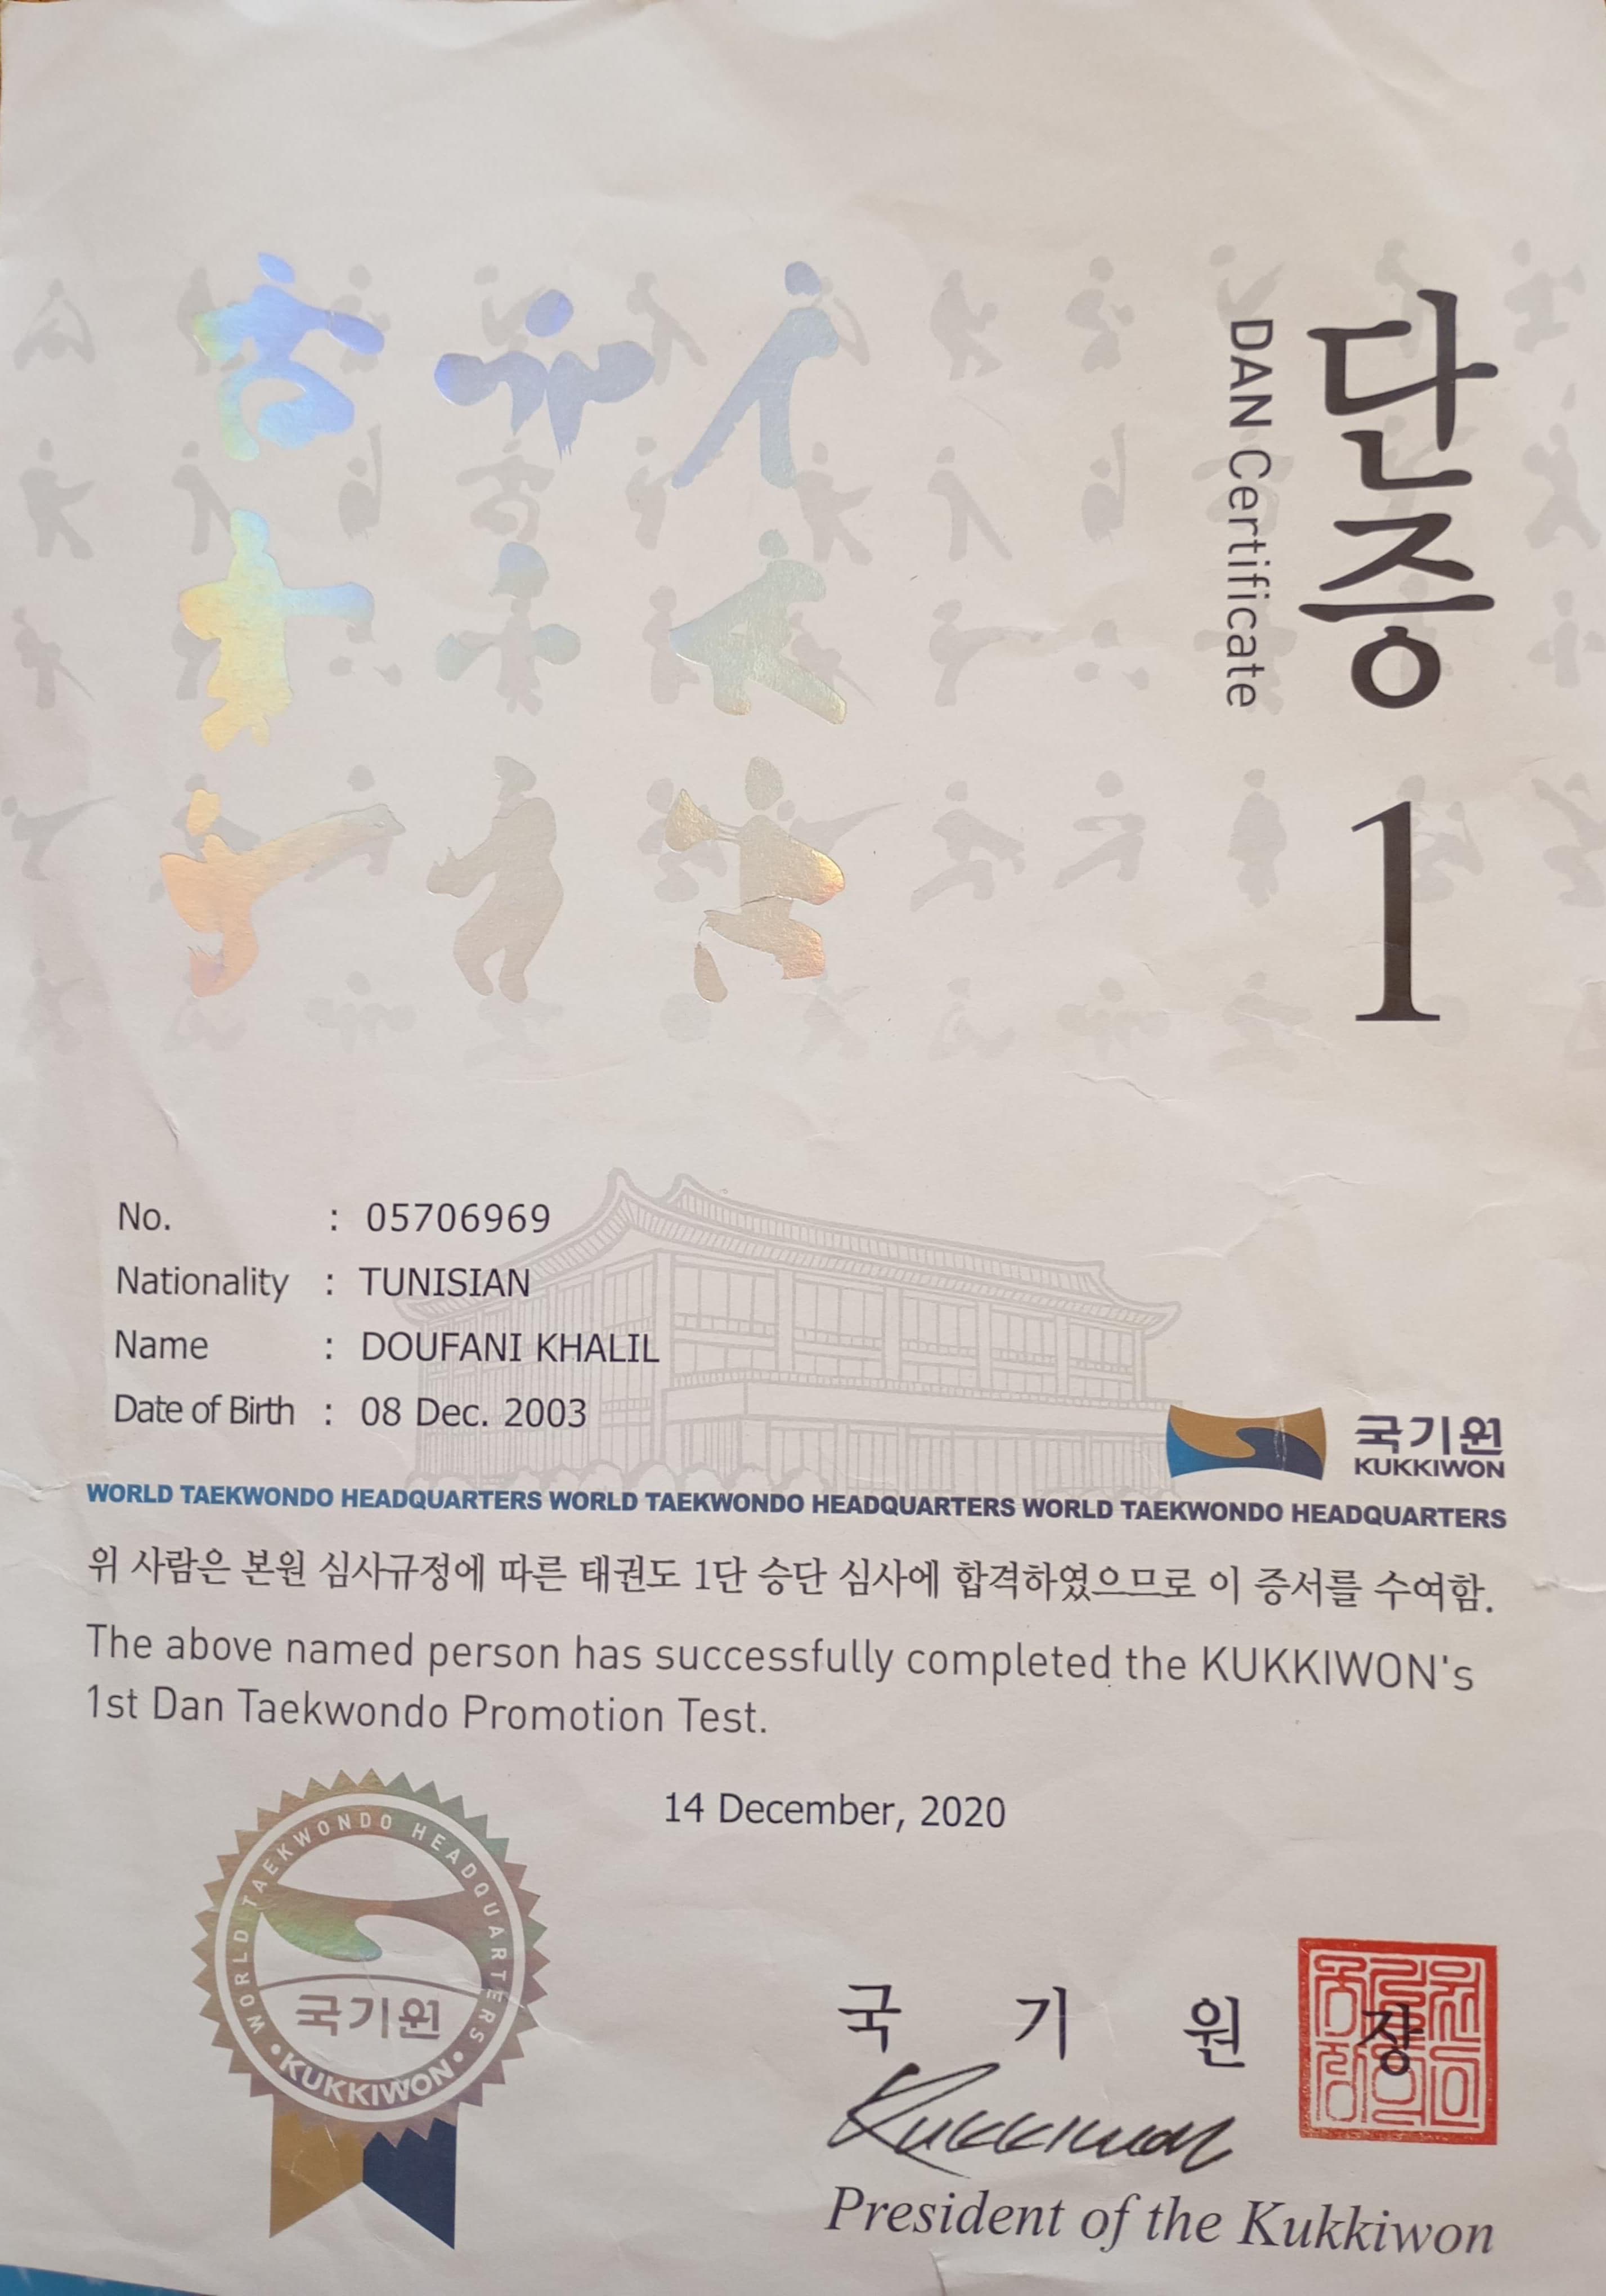 단증
DAN Certificate
1
No. : 05706969
Nationality : TUNISIAN
Name : DOUFANI KHALIL
Date of Birth : 08 Dec. 2003
국기원
KUKKIWON
WORLD TAEKWONDO HEADQUARTERS WORLD TAEKWONDO HEADQUARTERS WORLD TAEKWONDO HEADQUARTERS
위 사람은 본원 심사규정에 따른 태권도 1단 승단 심사에 합격하였으므로 이 증서를 수여함.
The above named person has successfully completed the KUKKIWON's
1st Dan Taekwondo Promotion Test.
14 December, 2020
WORLD TAEKWONDO HEADQUARTERS
국기원
• KUKKIWON •
국 기 원 장
Kukkiwon
President of the Kukkiwon